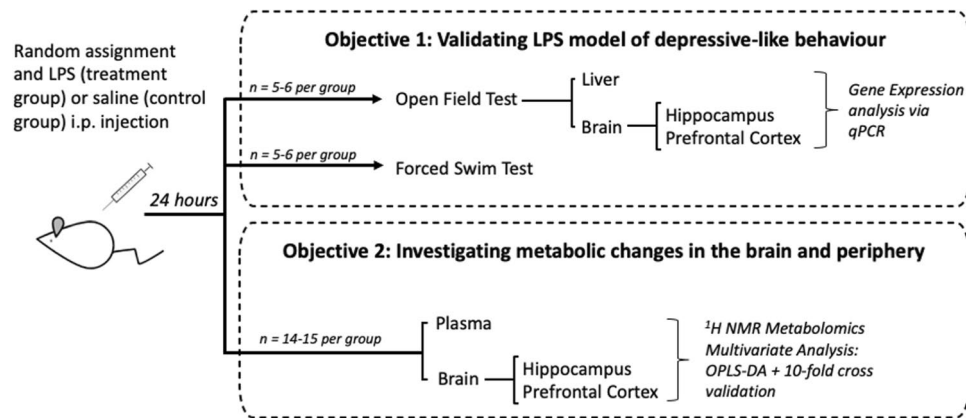 Random assignment
and LPS (treatment
group) or saline (control
group) i.p. injection
24 hours
Objective 1: Validating LPS model of depressive-like behaviour
n = 5-6 per group
Open Field Test
Liver
Brain
Hippocampus
Prefrontal Cortex
Gene Expression
analysis via
qPCR
n = 5-6 per group
Forced Swim Test
Objective 2: Investigating metabolic changes in the brain and periphery
n = 14-15 per group
Plasma
Brain
Hippocampus
Prefrontal Cortex
¹H NMR Metabolomics
Multivariate Analysis:
OPLS-DA + 10-fold cross
validation